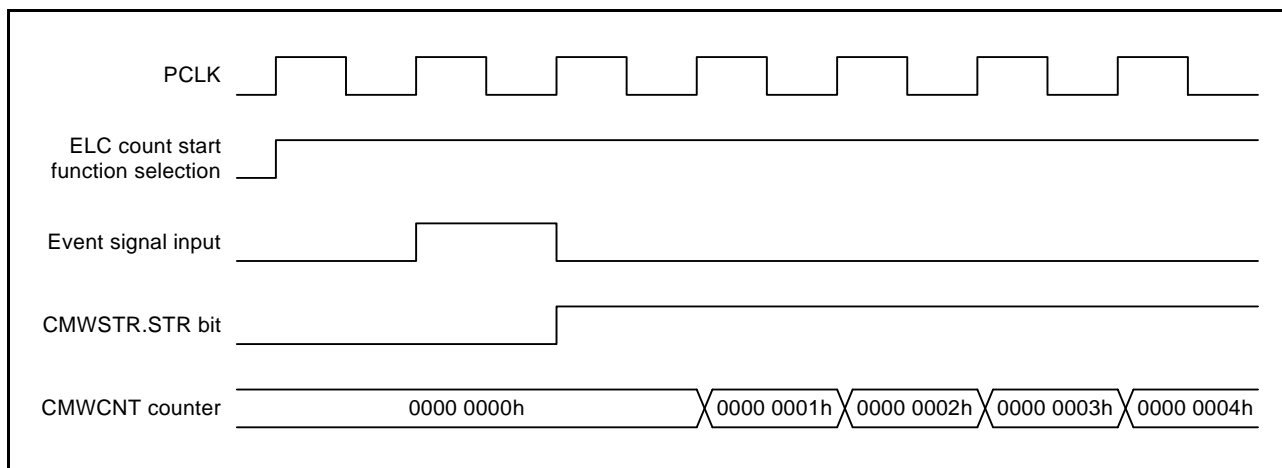 PCLK
ELC count start
function selection
Event signal input
CMWSTR.STR bit
CMWCNT counter
0000 0000h
0000 0001h
0000 0002h
0000 0003h
0000 0004h